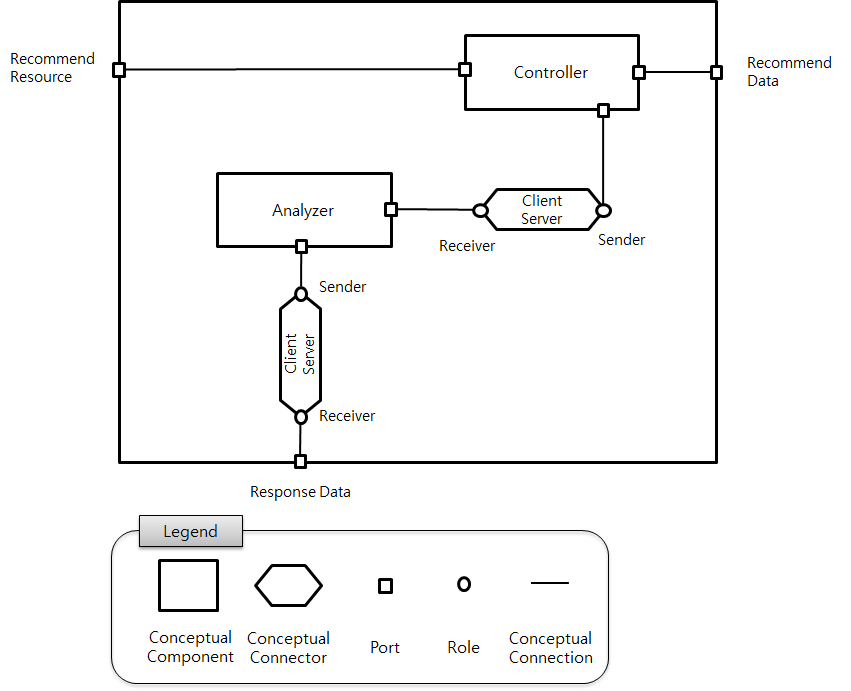 Recommend
Resource
Controller
Recommend
Data
Analyzer
Client
Server
Receiver
Sender
Sender
Client
Server
Receiver
Response Data
Legend
Conceptual
Component
Conceptual
Connector
Port
Role
Conceptual
Connection